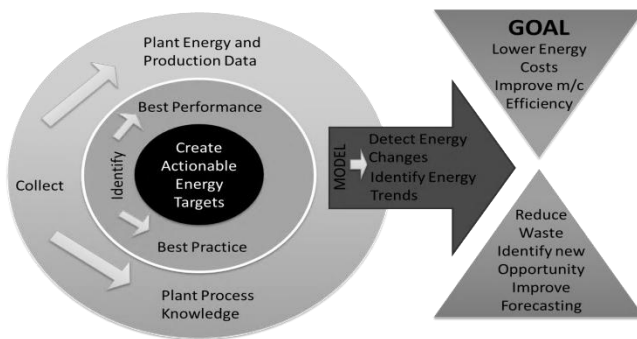 Plant Energy and
Production Data
Best Performance
Collect
Identify
Create
Actionable
Energy
Targets
Best Practice
Plant Process
Knowledge
MODEL
Detect Energy
Changes
Identify Energy
Trends
GOAL
Lower Energy
Costs
Improve m/c
Efficiency
Reduce
Waste
Identify new
Opportunity
Improve
Forecasting